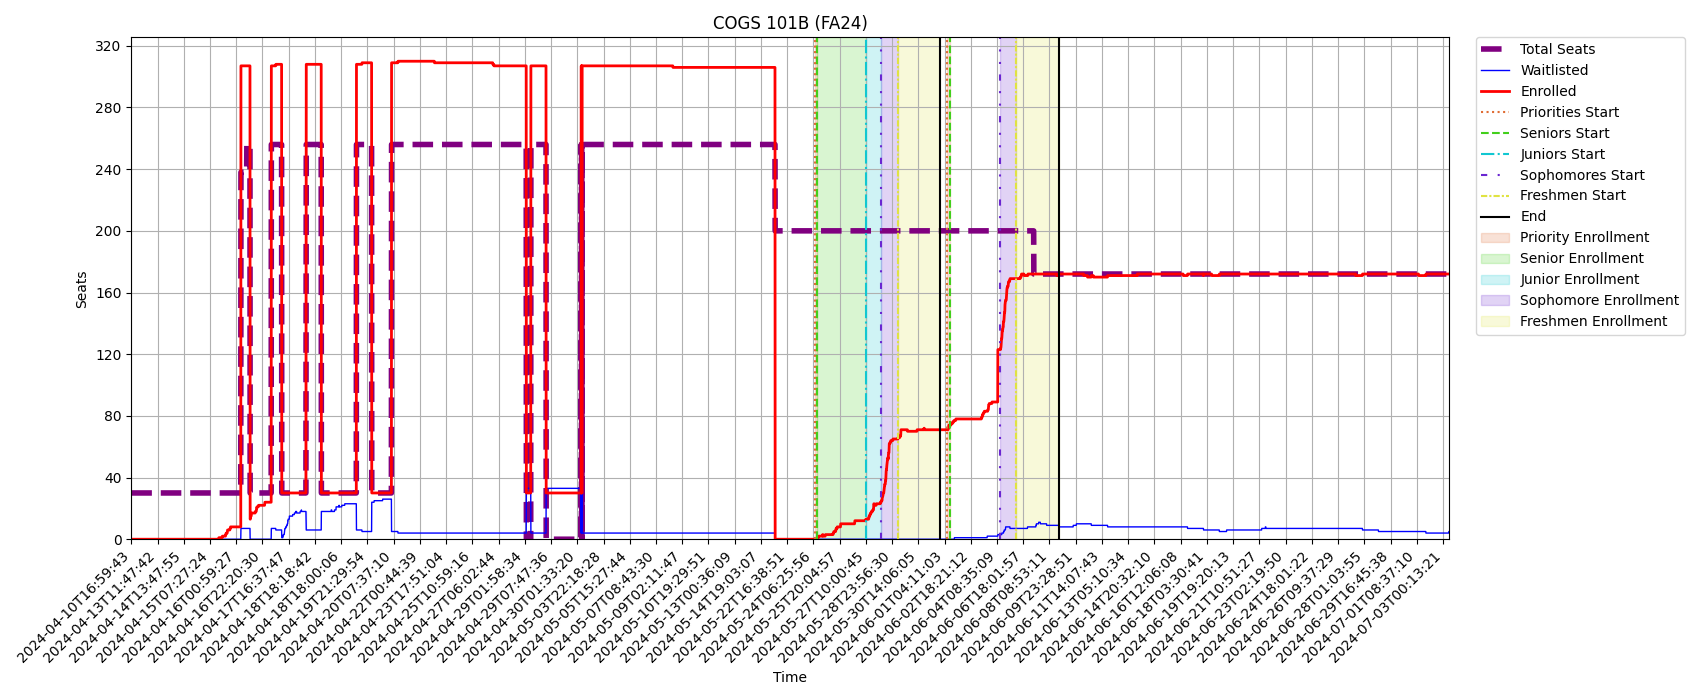 COGS 101B (FA24)
Seats
320
280
240
200
160
120
80
40
0
2024-04-10T16:59:43
2024-04-13T11:47:42
2024-04-14T13:47:55
2024-04-15T07:27:24
2024-04-16T00:59:27
2024-04-16T22:20:30
2024-04-17T16:37:47
2024-04-18T18:18:42
2024-04-18T18:00:06
2024-04-19T21:29:54
2024-04-20T07:37:10
2024-04-22T00:44:39
2024-04-23T17:51:04
2024-04-25T10:59:16
2024-04-27T06:02:44
2024-04-29T01:58:34
2024-04-29T07:47:36
2024-04-30T01:33:20
2024-05-03T22:18:28
2024-05-05T15:27:44
2024-05-07T08:43:30
2024-05-09T02:11:47
2024-05-10T19:29:51
2024-05-13T00:36:09
2024-05-14T19:03:07
2024-05-22T16:38:51
2024-05-24T06:25:56
2024-05-25T20:04:57
2024-05-27T10:00:45
2024-05-28T23:56:30
2024-05-30T14:06:05
2024-06-01T04:11:03
2024-06-02T18:21:12
2024-06-04T08:35:09
2024-06-06T18:01:57
2024-06-08T08:53:11
2024-06-09T23:28:51
2024-06-11T14:07:43
2024-06-13T05:10:34
2024-06-14T20:32:10
2024-06-16T12:06:08
2024-06-18T03:30:41
2024-06-19T19:20:13
2024-06-21T10:51:27
2024-06-23T02:19:50
2024-06-24T18:01:22
2024-06-26T09:37:29
2024-06-28T01:03:55
2024-06-29T16:45:38
2024-07-01T08:37:10
2024-07-03T00:13:21
Time
Total Seats
Waitlisted
Enrolled
Priorities Start
Seniors Start
Juniors Start
Sophomores Start
Freshmen Start
End
Priority Enrollment
Senior Enrollment
Junior Enrollment
Sophomore Enrollment
Freshmen Enrollment